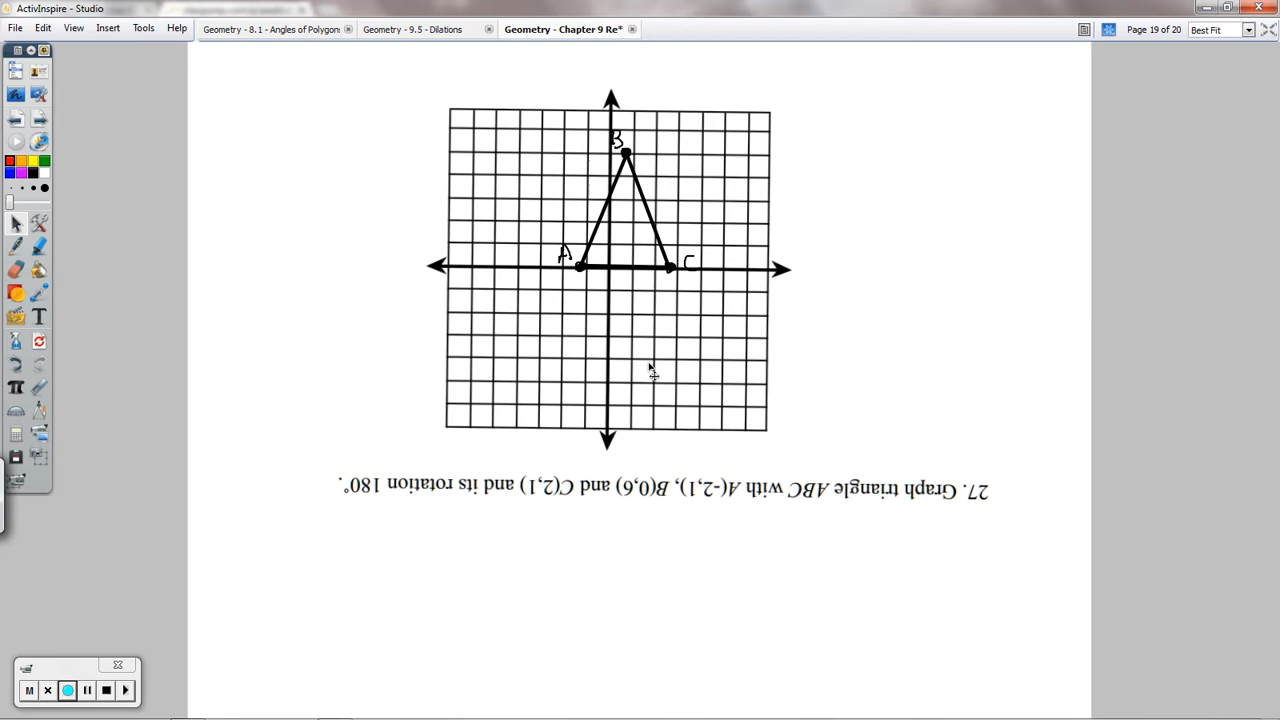 ActivInspire - Studio
File Edit View Insert Tools Help
Geometry - 8.1 - Angles of Polygon Geometry - 9.5 - Dilations Geometry - Chapter 9 Re* Page 19 of 20 Best Fit
B
A C
27. Graph triangle ABC with A(-2,1), B(0,6) and C(2,1) and its rotation 180°.
M